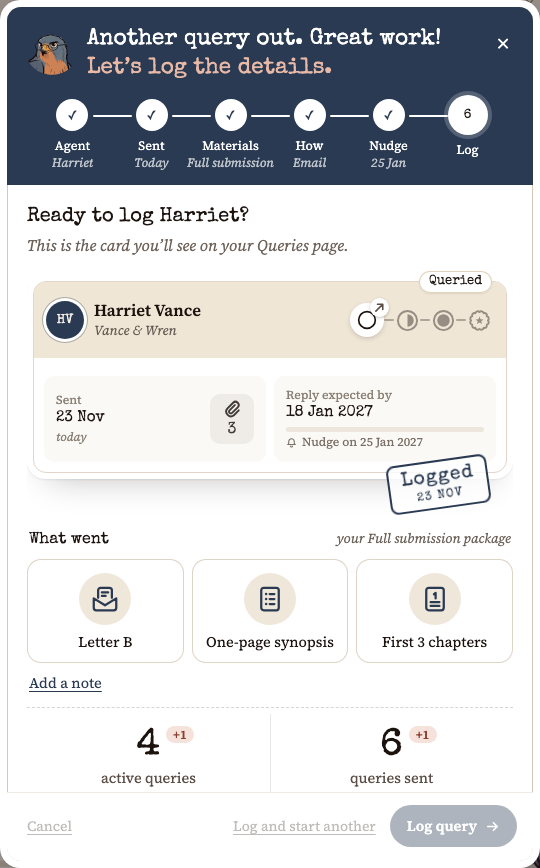 Another query out. Great work!
Let’s log the details.
✕
✓ ✓ ✓ ✓ ✓ 6
Agent Sent Materials How Nudge Log
Harriet Today Full submission Email 25 Jan
Ready to log Harriet?
This is the card you’ll see on your Queries page.
Queried
HV
Harriet Vance
Vance & Wren
Sent
23 Nov
today
3
Reply expected by
18 Jan 2027
Nudge on 25 Jan 2027
Logged
23 NOV
What went
your Full submission package
1
Letter B
One-page synopsis
First 3 chapters
Add a note
4 +1
active queries
6 +1
queries sent
Cancel
Log and start another
Log query →